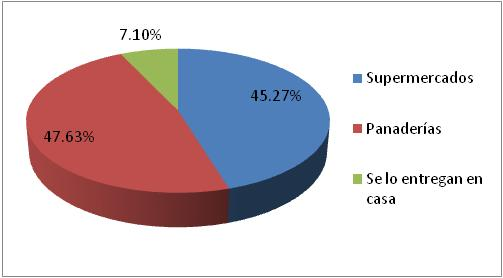 7.10%
45.27%
47.63%
Supermercados
Panaderías
Se lo entregan en
casa